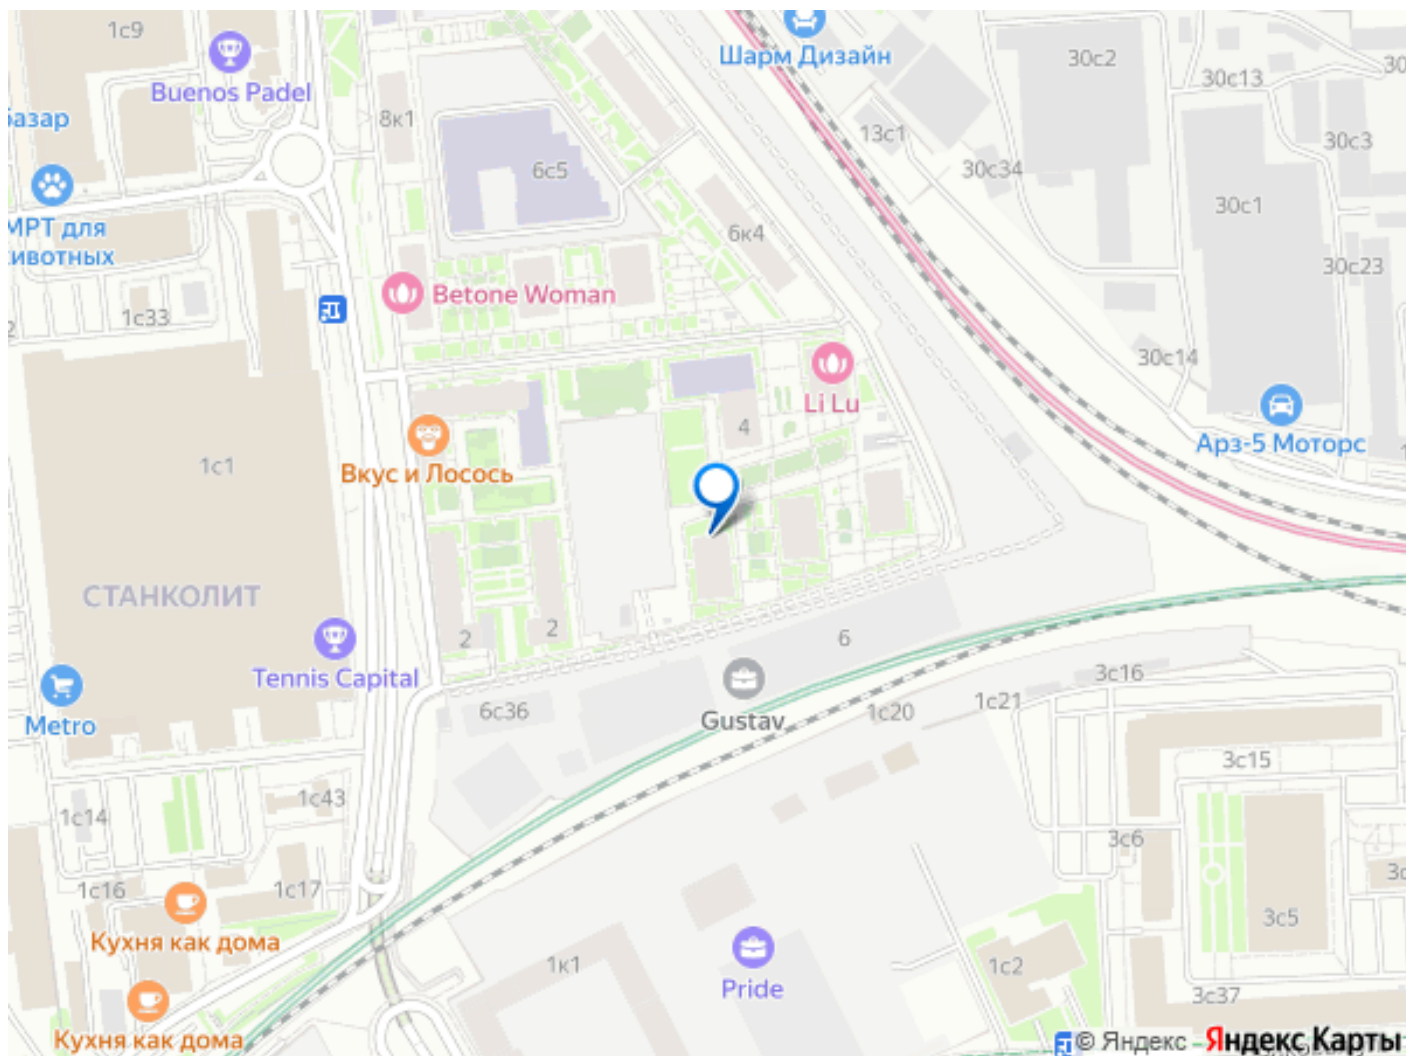 1с9
Шарм Дизайн
30с2
30с13
Buenos Padel
базар
8к1
13с1
30с3
6с5
30с34
МРТ для
животных
30с1
6к4
30с23
Betone Woman
1с33
30с14
Li Lu
4
Арз-5 Моторс
1с1
Вкус и Лосось
СТАНКОЛИТ
2
2
6
Tennis Capital
3с16
1с21
Metro
6с36
Gustav
1с20
3с15
1с43
1с14
3с6
1с16
1с17
3с5
Кухня как дома
1к1
1с2
Pride
3с37
Кухня как дома
© Яндекс
Яндекс Карты